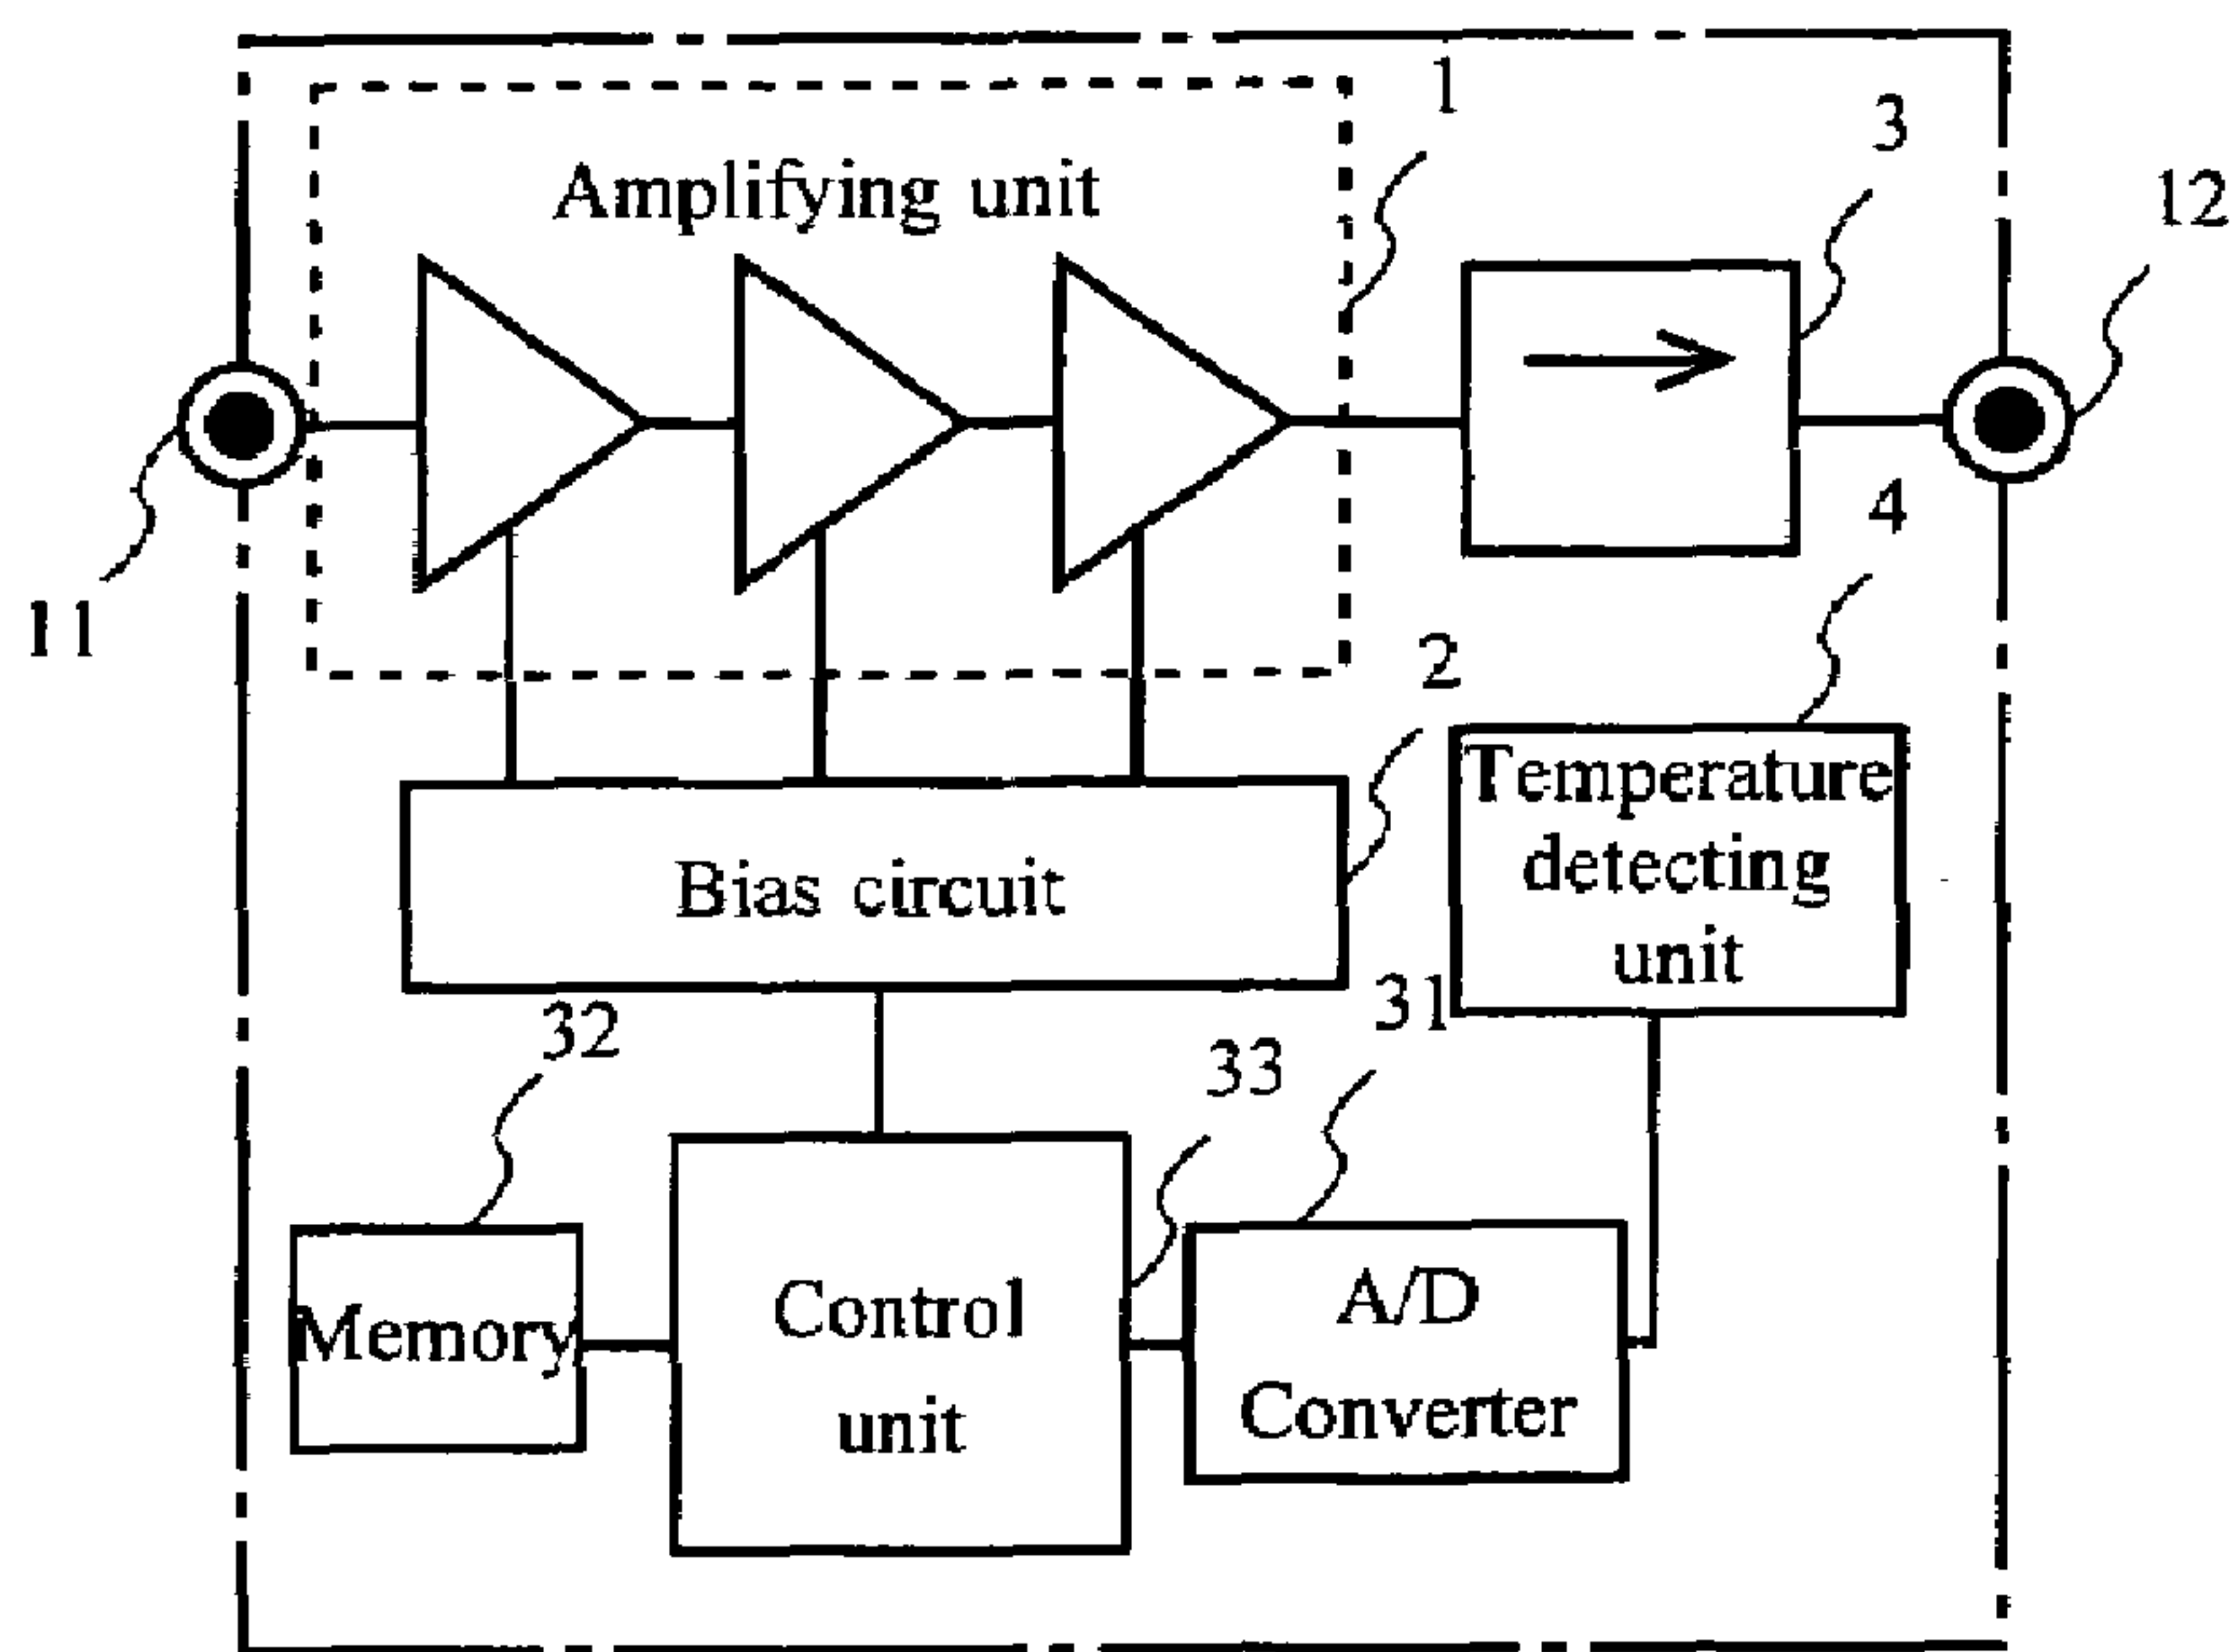 1
3
12
Amplifying unit
11
4
2
Temperature
detecting
unit
Bias circuit
31
32
33
Memory
Control
unit
A/D
Converter